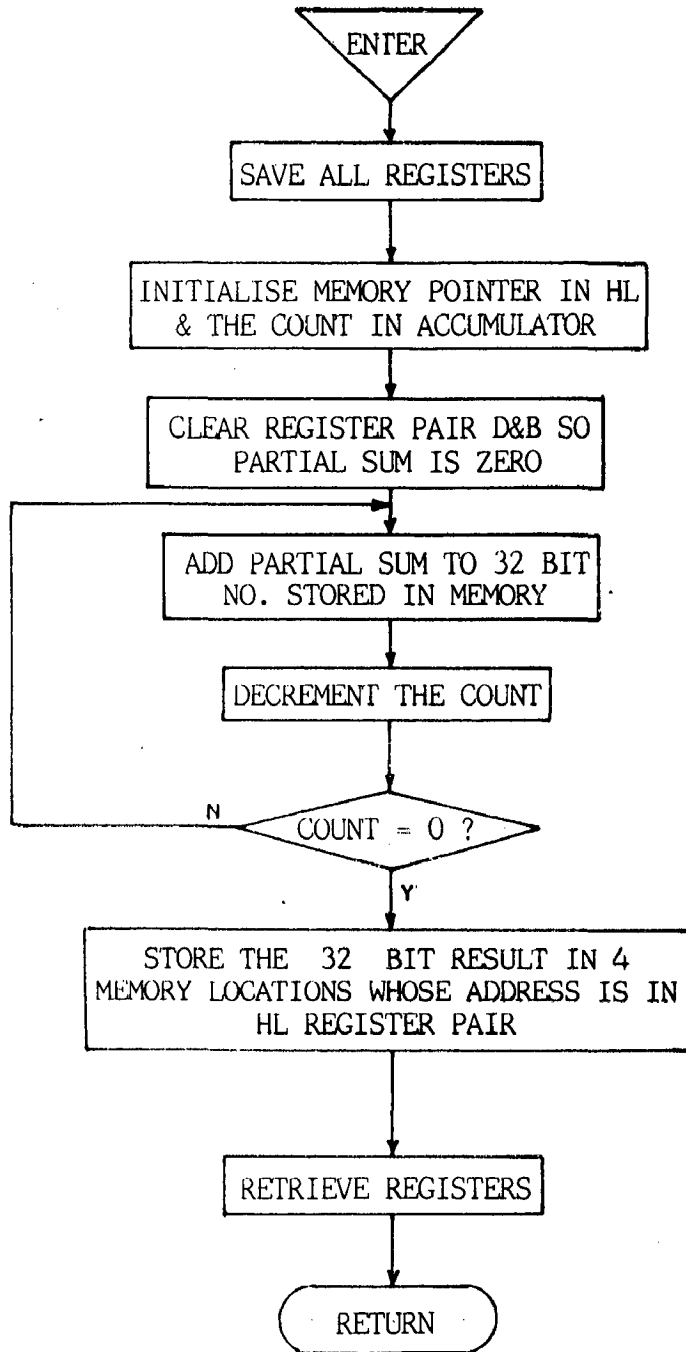 ENTER
SAVE ALL REGISTERS
INITIALISE MEMORY POINTER IN HL
& THE COUNT IN ACCUMULATOR
CLEAR REGISTER PAIR D&B SO
PARTIAL SUM IS ZERO
ADD PARTIAL SUM TO 32 BIT
NO. STORED IN MEMORY
DECREMENT THE COUNT
N
COUNT = 0 ?
Y
STORE THE 32 BIT RESULT IN 4
MEMORY LOCATIONS WHOSE ADDRESS IS IN
HL REGISTER PAIR
RETRIEVE REGISTERS
RETURN